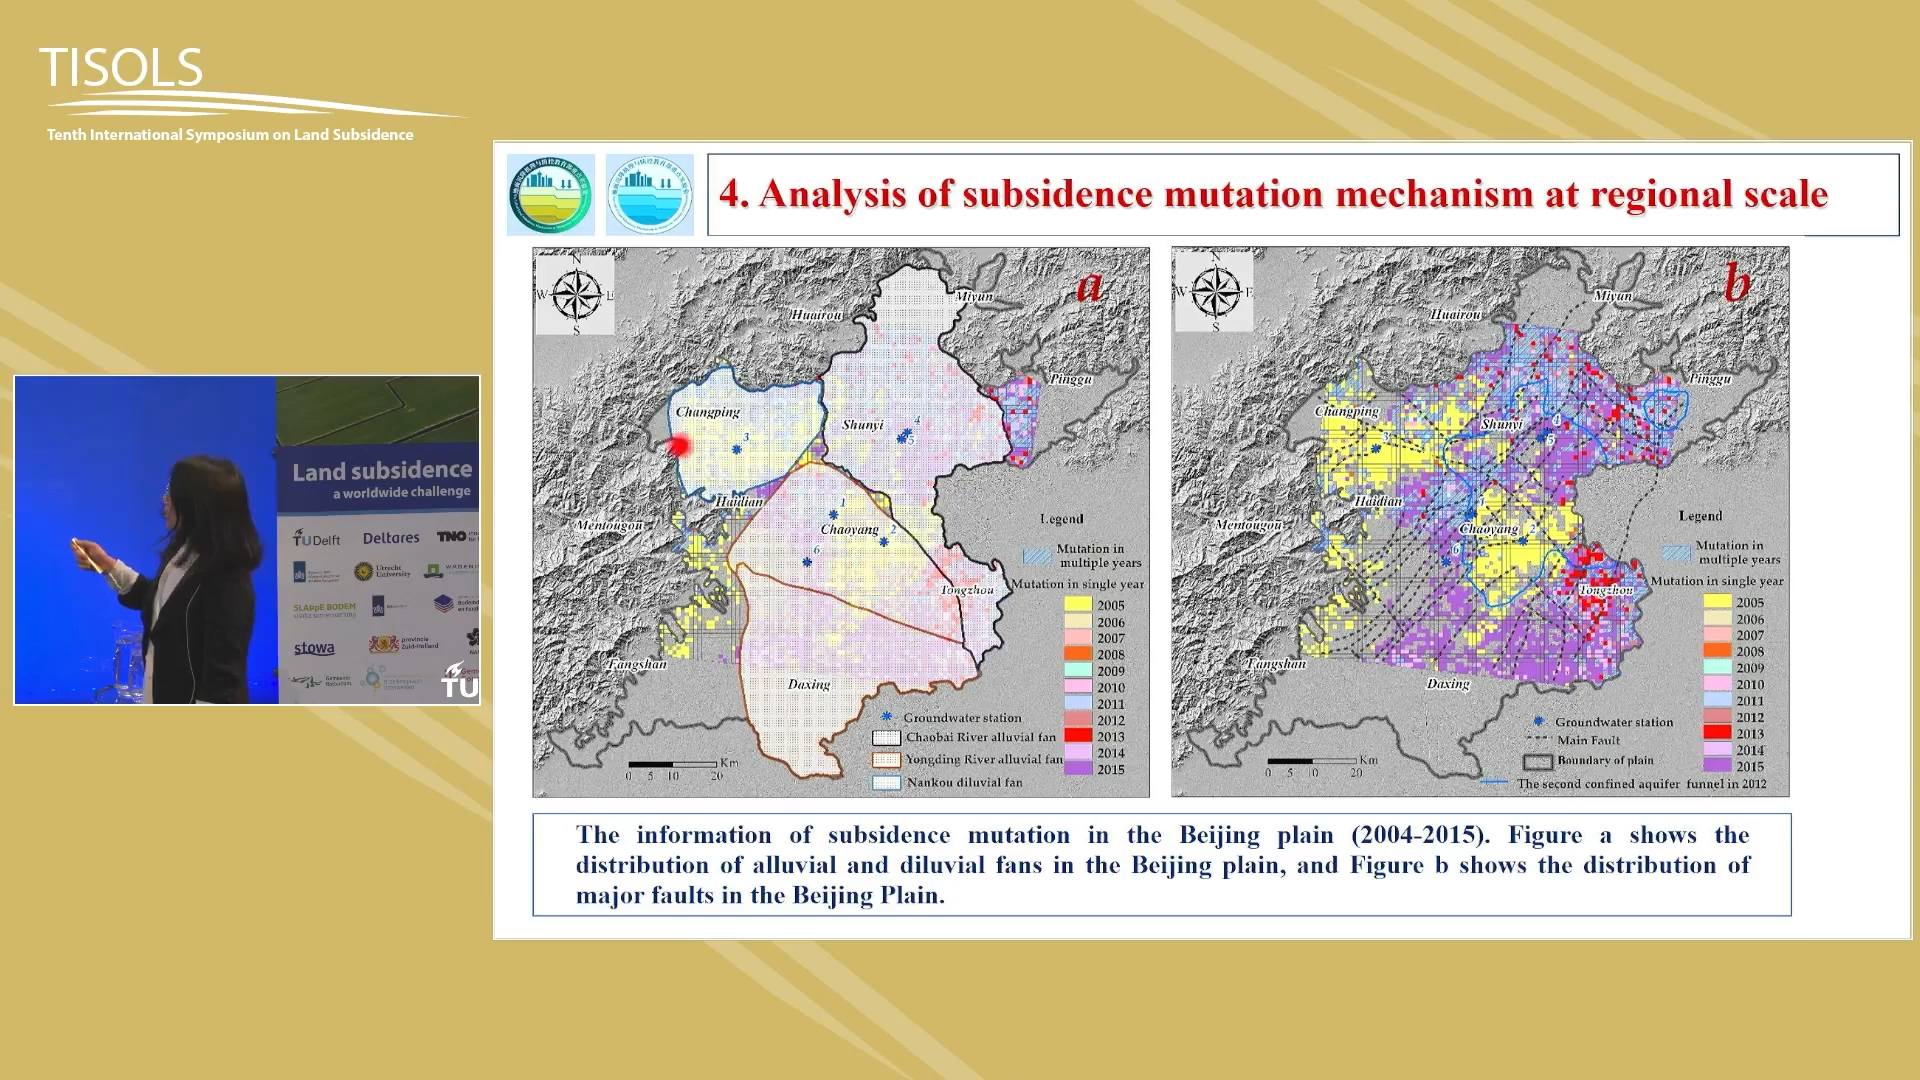 TISOLS
Tenth International Symposium on Land Subsidence
4. Analysis of subsidence mutation mechanism at regional scale
a
N
W
E
S
Miyun
Huairou
Pinggu
Changping
Shunyi
3
4
5
Haidian
Mentougou
1
Chaoyang
2
6
Tongzhou
Fangshan
Daxing
Legend
Mutation in
multiple years
Mutation in single year
2005
2006
2007
2008
2009
2010
2011
2012
2013
2014
2015
Groundwater station
Chaobai River alluvial fan
Yongding River alluvial fan
Nankou diluvial fan
Km
0 5 10 20
b
N
W
E
S
Miyun
Huairou
Pinggu
Changping
Shunyi
3
4
5
Haidian
Mentougou
1
Chaoyang
2
6
Tongzhou
Fangshan
Daxing
Legend
Mutation in
multiple years
Mutation in single year
2005
2006
2007
2008
2009
2010
2011
2012
2013
2014
2015
Groundwater station
Main Fault
Boundary of plain
The second confined aquifer funnel in 2012
Km
0 5 10 20
The information of subsidence mutation in the Beijing plain (2004-2015). Figure a shows the
distribution of alluvial and diluvial fans in the Beijing plain, and Figure b shows the distribution of
major faults in the Beijing Plain.
Land subsidence
a worldwide challenge
TUDelft
Deltares
TNO
Utrecht
University
SLAPPE BODEM
stowa
provincie
Zuid-Holland
Gemeente
Rotterdam
TU